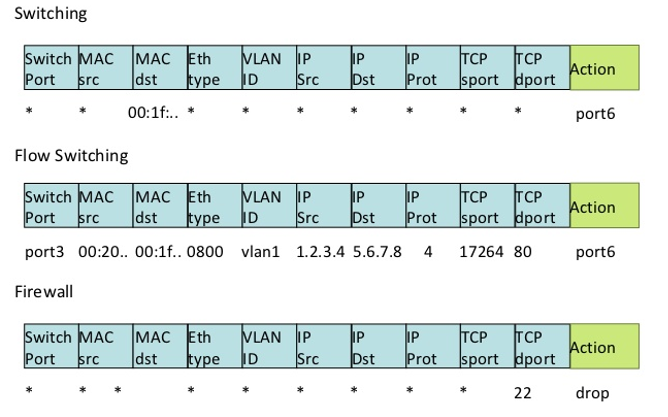 Switching
Switch Port MAC src MAC dst Eth type VLAN ID IP Src IP Dst IP Prot TCP sport TCP dport Action
* * 00:1f:.. * * * * * * * port6
Flow Switching
Switch Port MAC src MAC dst Eth type VLAN ID IP Src IP Dst IP Prot TCP sport TCP dport Action
port3 00:20.. 00:1f.. 0800 vlan1 1.2.3.4 5.6.7.8 4 17264 80 port6
Firewall
Switch Port MAC src MAC dst Eth type VLAN ID IP Src IP Dst IP Prot TCP sport TCP dport Action
* * * * * * * * * 22 drop